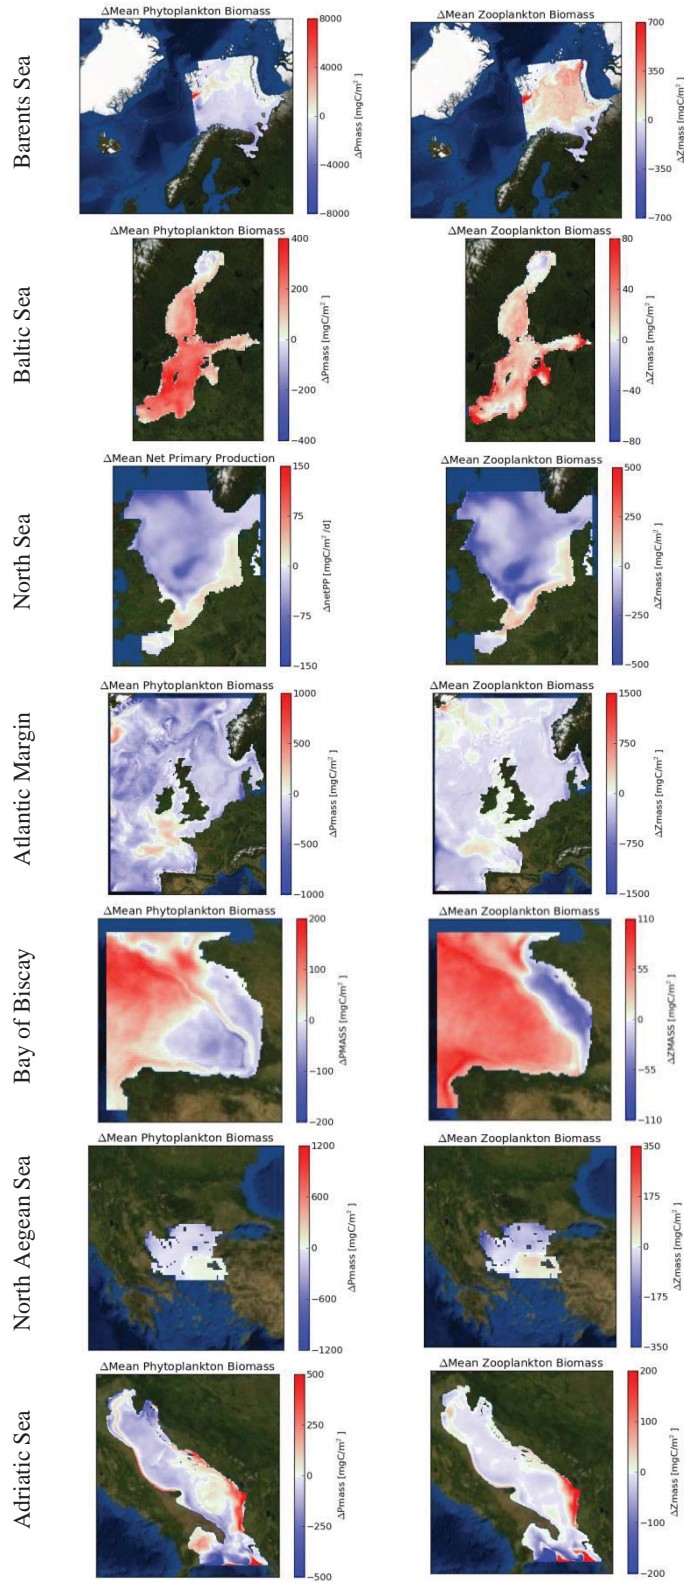 Barents Sea
ΔMean Phytoplankton Biomass
8000
4000
0
−4000
−8000
ΔPmass [mgC/m² ]
ΔMean Zooplankton Biomass
700
350
0
−350
−700
ΔZmass [mgC/m² ]
Baltic Sea
ΔMean Phytoplankton Biomass
400
200
0
−200
−400
ΔPmass [mgC/m² ]
ΔMean Zooplankton Biomass
80
40
0
−40
−80
ΔZmass [mgC/m² ]
North Sea
ΔMean Net Primary Production
150
75
0
−75
−150
ΔnetPP [mgC/m² /d]
ΔMean Zooplankton Biomass
500
250
0
−250
−500
ΔZmass [mgC/m² ]
Atlantic Margin
ΔMean Phytoplankton Biomass
1000
500
0
−500
−1000
ΔPmass [mgC/m² ]
ΔMean Zooplankton Biomass
1500
750
0
−750
−1500
ΔZmass [mgC/m² ]
Bay of Biscay
ΔMean Phytoplankton Biomass
200
100
0
−100
−200
ΔPMASS [mgC/m² ]
ΔMean Zooplankton Biomass
110
55
0
−55
−110
ΔZMASS [mgC/m² ]
North Aegean Sea
ΔMean Phytoplankton Biomass
1200
600
0
−600
−1200
ΔPmass [mgC/m² ]
ΔMean Zooplankton Biomass
350
175
0
−175
−350
ΔZmass [mgC/m² ]
Adriatic Sea
ΔMean Phytoplankton Biomass
500
250
0
−250
−500
ΔPmass [mgC/m² ]
ΔMean Zooplankton Biomass
200
100
0
−100
−200
ΔZmass [mgC/m² ]